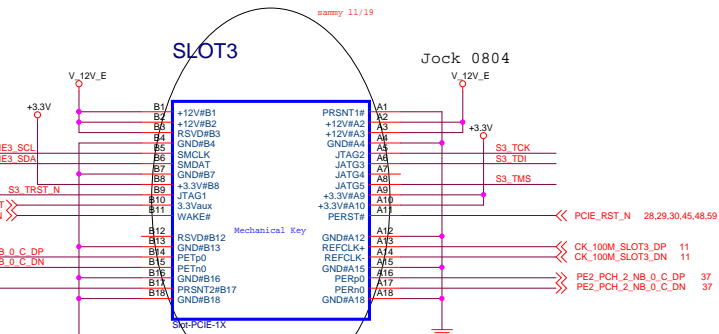 sammy 11/19
SLOT3
Jock 0804
V_12V_E
V_12V_E
+3.3V
+3.3V
B1 +12V#B1 PRSNT1# A1
B2 +12V#B2 +12V#A2 A2
B3 RSVD#B3 +12V#A3 A3
B4 GND#B4 GND#A4 A4
IE3_SCL B5 SMCLK JTAG2 A5 S3_TCK
IE3_SDA B6 SMDAT JATG3 A6 S3_TDI
B7 GND#B7 JATG4 A7
B8 +3.3V#B8 JATG5 A8 S3_TMS
S3_TRST_N B9 JTAG1 +3.3V#A9 A9
T B10 3.3Vaux +3.3V#A10 A10
N B11 WAKE# PERST# A11 PCIE_RST_N 28,29,30,45,48,59
Mechanical Key
B12 RSVD#B12 GND#A12 A12
B13 GND#B13 REFCLK+ A13 CK_100M_SLOT3_DP 11
B_0_C_DP B14 PETp0 REFCLK- A14 CK_100M_SLOT3_DN 11
B_0_C_DN B15 PETn0 GND#A15 A15
B16 GND#B16 PERp0 A16 PE2_PCH_2_NB_0_C_DP 37
B17 PRSNT2#B17 PERn0 A17 PE2_PCH_2_NB_0_C_DN 37
B18 GND#B18 GND#A18 A18
Slot-PCIE-1X